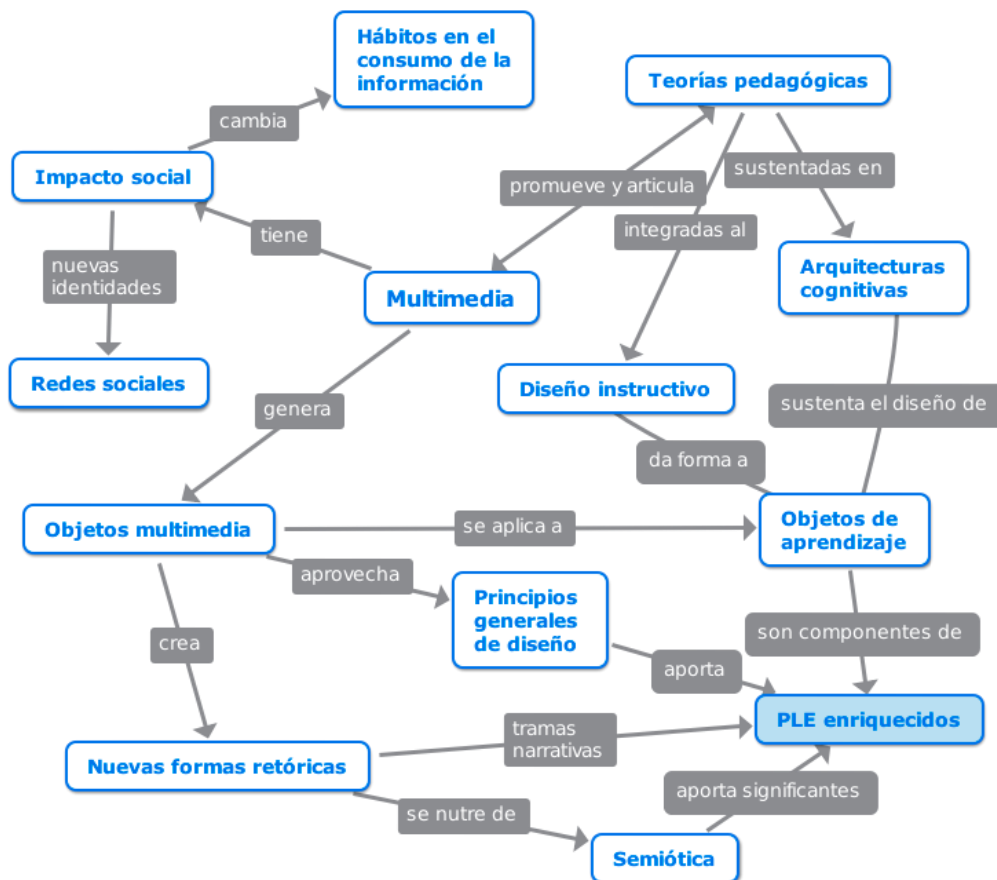 Hábitos en el
consumo de la
información
Teorías pedagógicas
cambia
sustentadas en
Impacto social
promueve y articula
tiene
integradas al
nuevas
identidades
Arquitecturas
cognitivas
Multimedia
Redes sociales
Diseño instructivo
genera
sustenta el diseño de
da forma a
Objetos multimedia
se aplica a
Objetos de
aprendizaje
aprovecha
Principios
generales
de diseño
crea
son componentes de
aporta
PLE enriquecidos
tramas
narrativas
Nuevas formas retóricas
aporta significantes
se nutre de
Semiótica